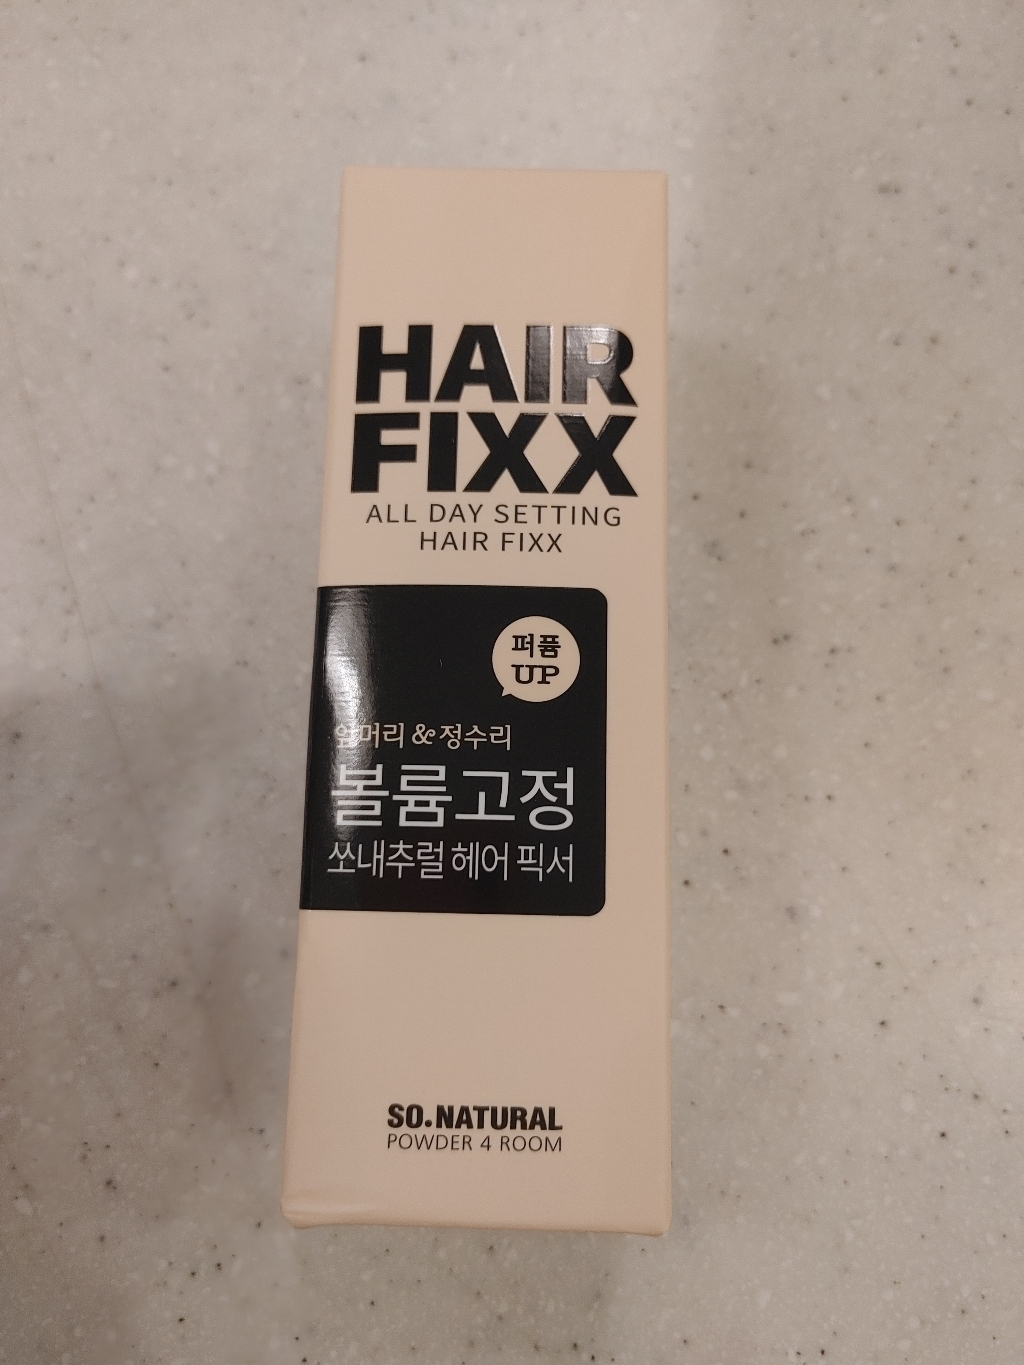 HAIR
FIXX
ALL DAY SETTING
HAIR FIXX
퍼퓸
UP
앞머리 & 정수리
볼륨고정
쏘내추럴 헤어 픽서
SO.NATURAL
POWDER 4 ROOM